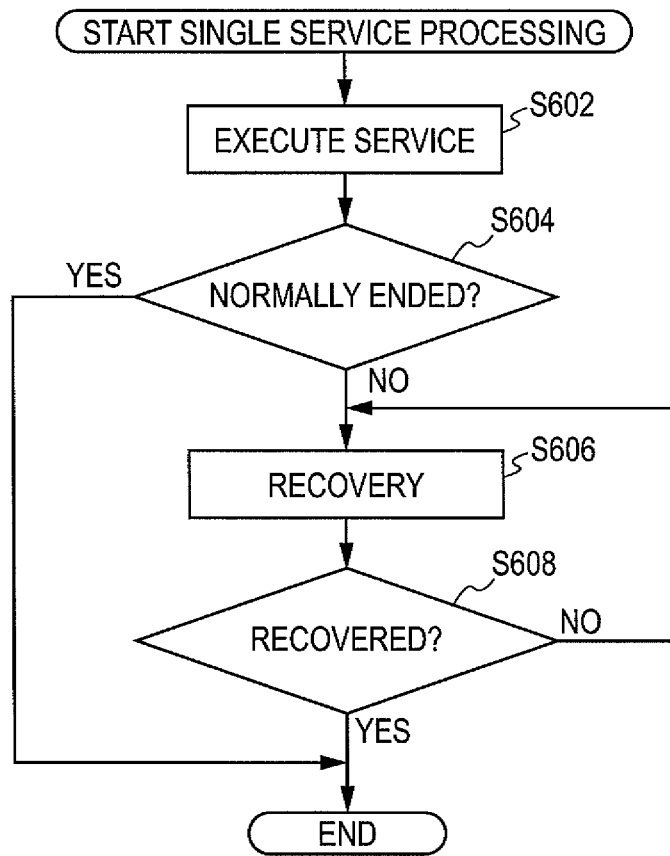 START SINGLE SERVICE PROCESSING
S602
EXECUTE SERVICE
S604
YES
NORMALLY ENDED?
NO
S606
RECOVERY
S608
RECOVERED?
NO
YES
END